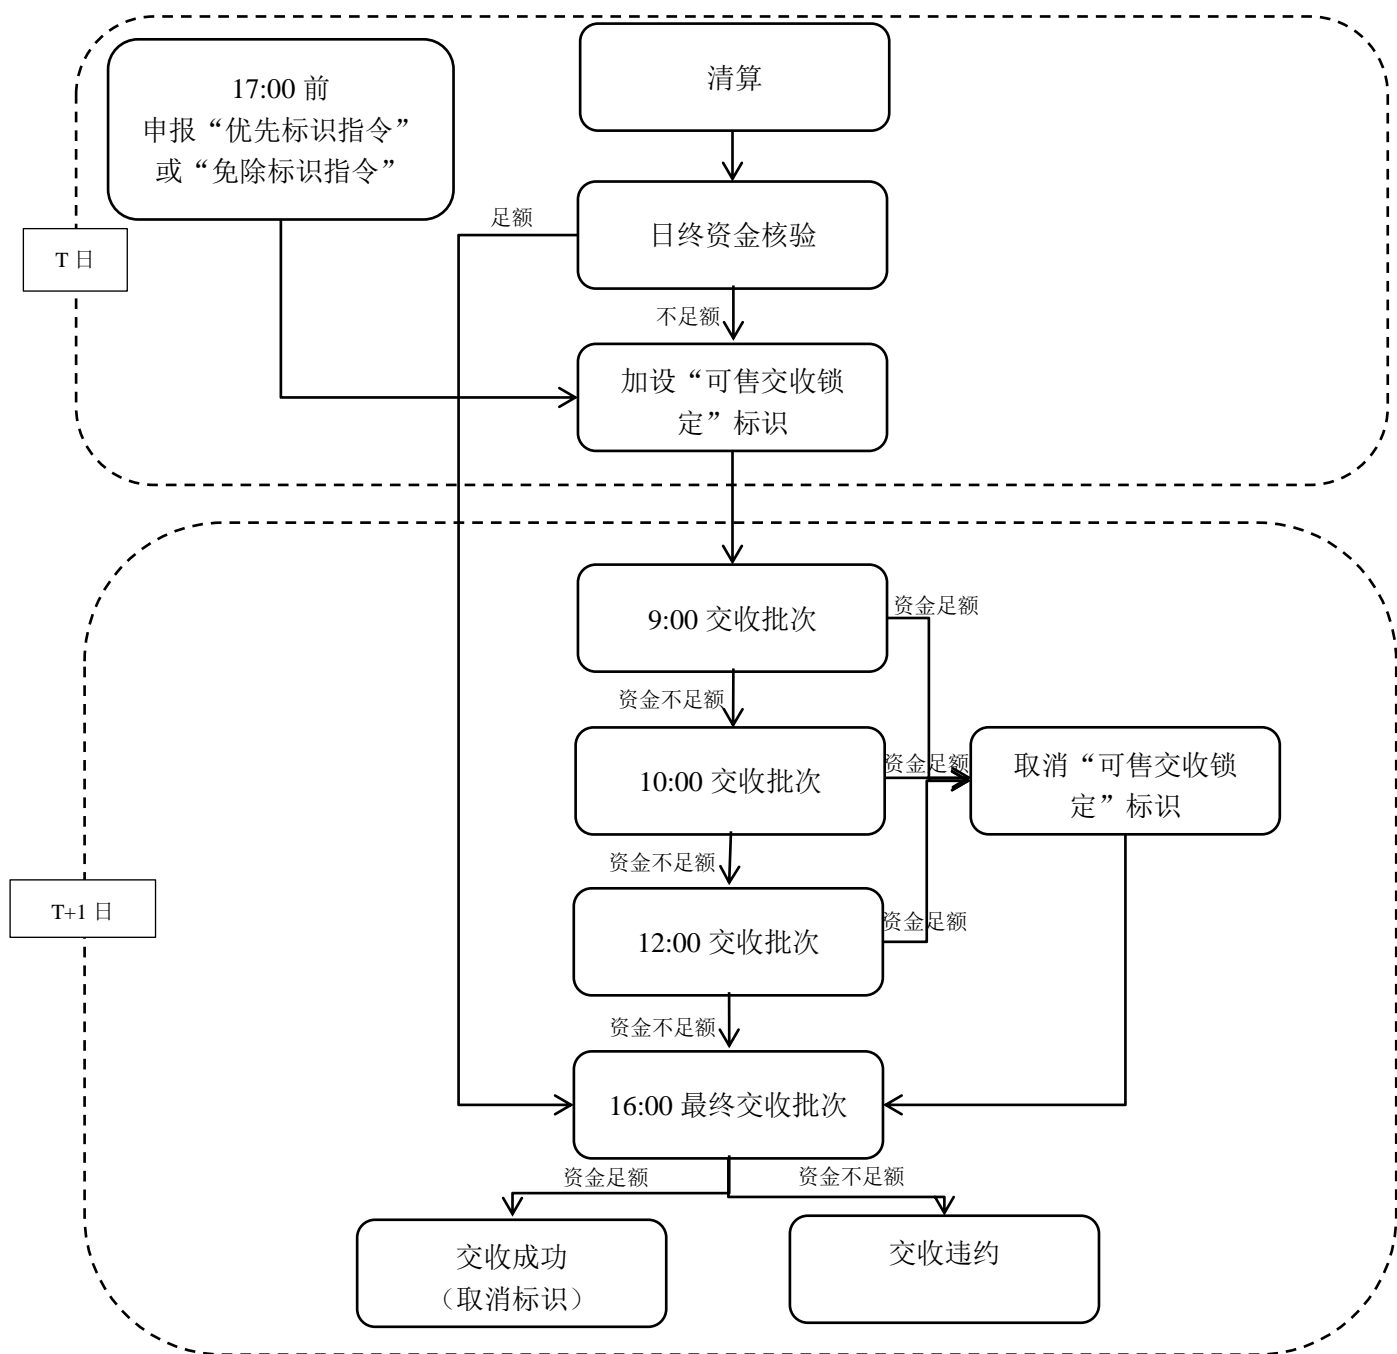 17:00 前
申报“优先标识指令”
或“免除标识指令”
清算
足额
日终资金核验
T 日
不足额
加设“可售交收锁
定”标识
9:00 交收批次
资金足额
资金不足额
10:00 交收批次
资金足额
取消“可售交收锁
定”标识
资金不足额
T+1 日
12:00 交收批次
资金足额
资金不足额
16:00 最终交收批次
资金足额
资金不足额
交收成功
（取消标识）
交收违约